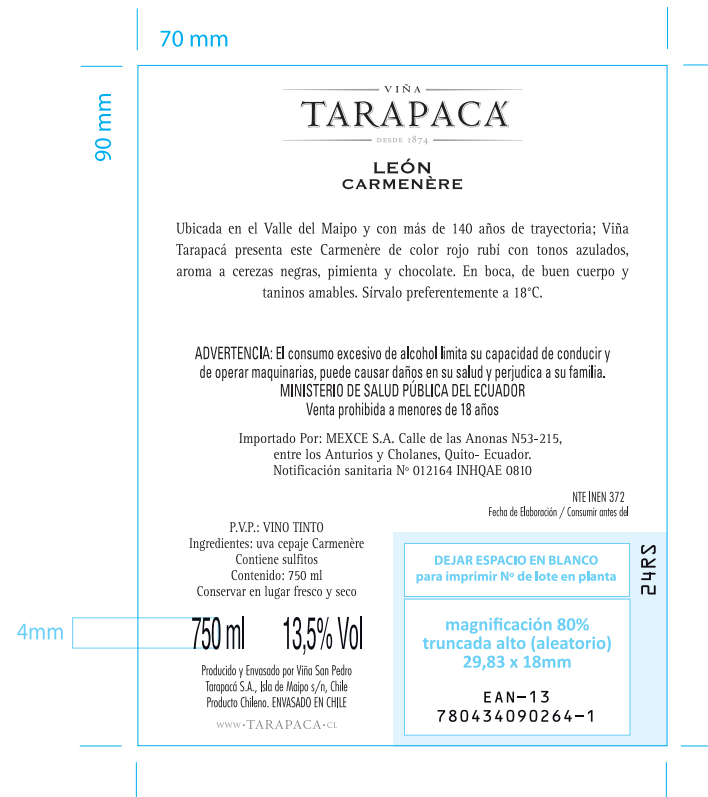 70 mm
90 mm
VIÑA
TARAPACÁ
DESDE 1874
LEÓN
CARMENÈRE
Ubicada en el Valle del Maipo y con más de 140 años de trayectoria; Viña
Tarapacá presenta este Carmenère de color rojo rubí con tonos azulados,
aroma a cerezas negras, pimienta y chocolate. En boca, de buen cuerpo y
taninos amables. Sírvalo preferentemente a 18°C.
ADVERTENCIA: El consumo excesivo de alcohol limita su capacidad de conducir y
de operar maquinarias, puede causar daños en su salud y perjudica a su familia.
MINISTERIO DE SALUD PÚBLICA DEL ECUADOR
Venta prohibida a menores de 18 años
Importado Por: MEXCE S.A. Calle de las Anonas N53-215,
entre los Anturios y Cholanes, Quito- Ecuador.
Notificación sanitaria Nº 012164 INHQAE 0810
NTE INEN 372
Fecha de Elaboración / Consumir antes del
P.V.P.: VINO TINTO
Ingredientes: uva cepaje Carmenère
Contiene sulfitos
Contenido: 750 ml
Conservar en lugar fresco y seco
4mm
750 ml 13,5% Vol
Producido y Envasado por Viña San Pedro
Tarapacá S.A., Isla de Maipo s/n, Chile
Producto Chileno. ENVASADO EN CHILE
WWW•TARAPACA•CL
DEJAR ESPACIO EN BLANCO
para imprimir Nº de lote en planta
24RS
magnificación 80%
truncada alto (aleatorio)
29,83 x 18mm
EAN-13
780434090264-1